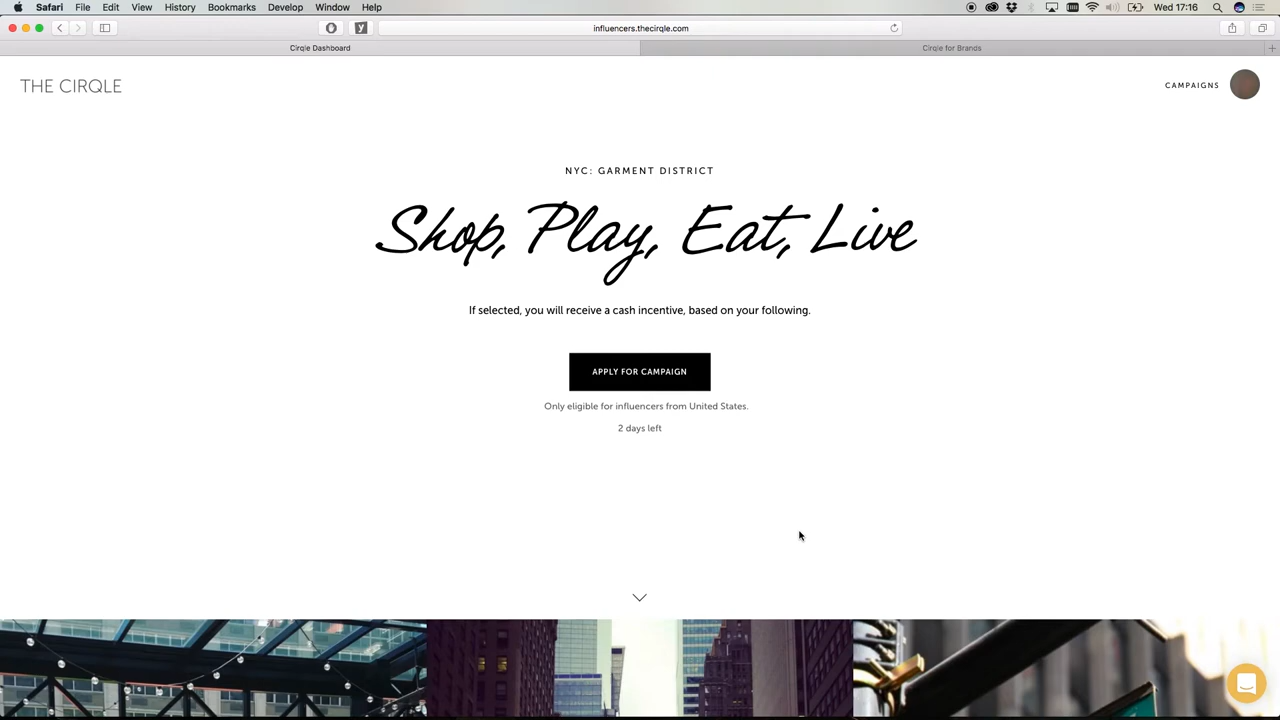 Safari File Edit View History Bookmarks Develop Window Help Wed 17:16
influencers.thecirqle.com
Cirqle Dashboard Cirqle for Brands
THE CIRQLE CAMPAIGNS
NYC: GARMENT DISTRICT
Shop, Play, Eat, Live
If selected, you will receive a cash incentive, based on your following.
APPLY FOR CAMPAIGN
Only eligible for influencers from United States.
2 days left